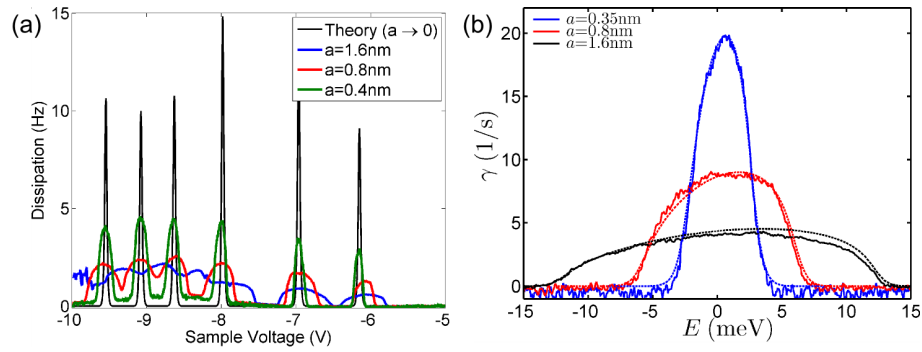 (a)
Theory (a → 0)
a=1.6nm
a=0.8nm
a=0.4nm
Dissipation (Hz)
15
10
5
0
-10
-9
-8
-7
-6
-5
Sample Voltage (V)
(b)
a=0.35nm
a=0.8nm
a=1.6nm
γ (1/s)
20
10
0
-15
-10
-5
0
5
10
15
E (meV)